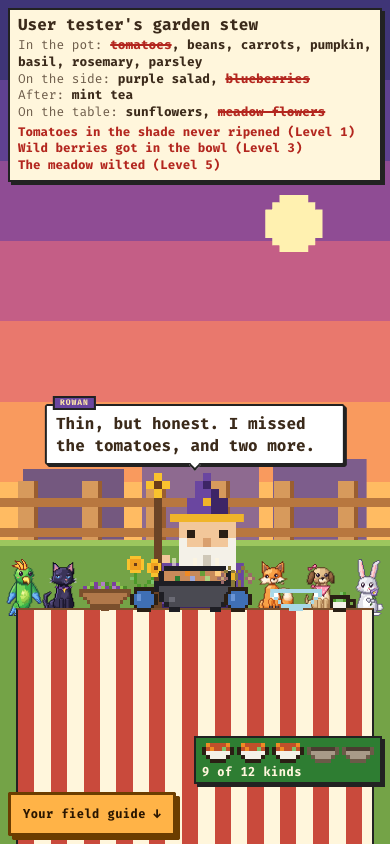 User tester's garden stew
In the pot: tomatoes, beans, carrots, pumpkin,
basil, rosemary, parsley
On the side: purple salad, blueberries
After: mint tea
On the table: sunflowers, meadow flowers
Tomatoes in the shade never ripened (Level 1)
Wild berries got in the bowl (Level 3)
The meadow wilted (Level 5)
ROWAN
Thin, but honest. I missed
the tomatoes, and two more.
9 of 12 kinds
Your field guide ↓